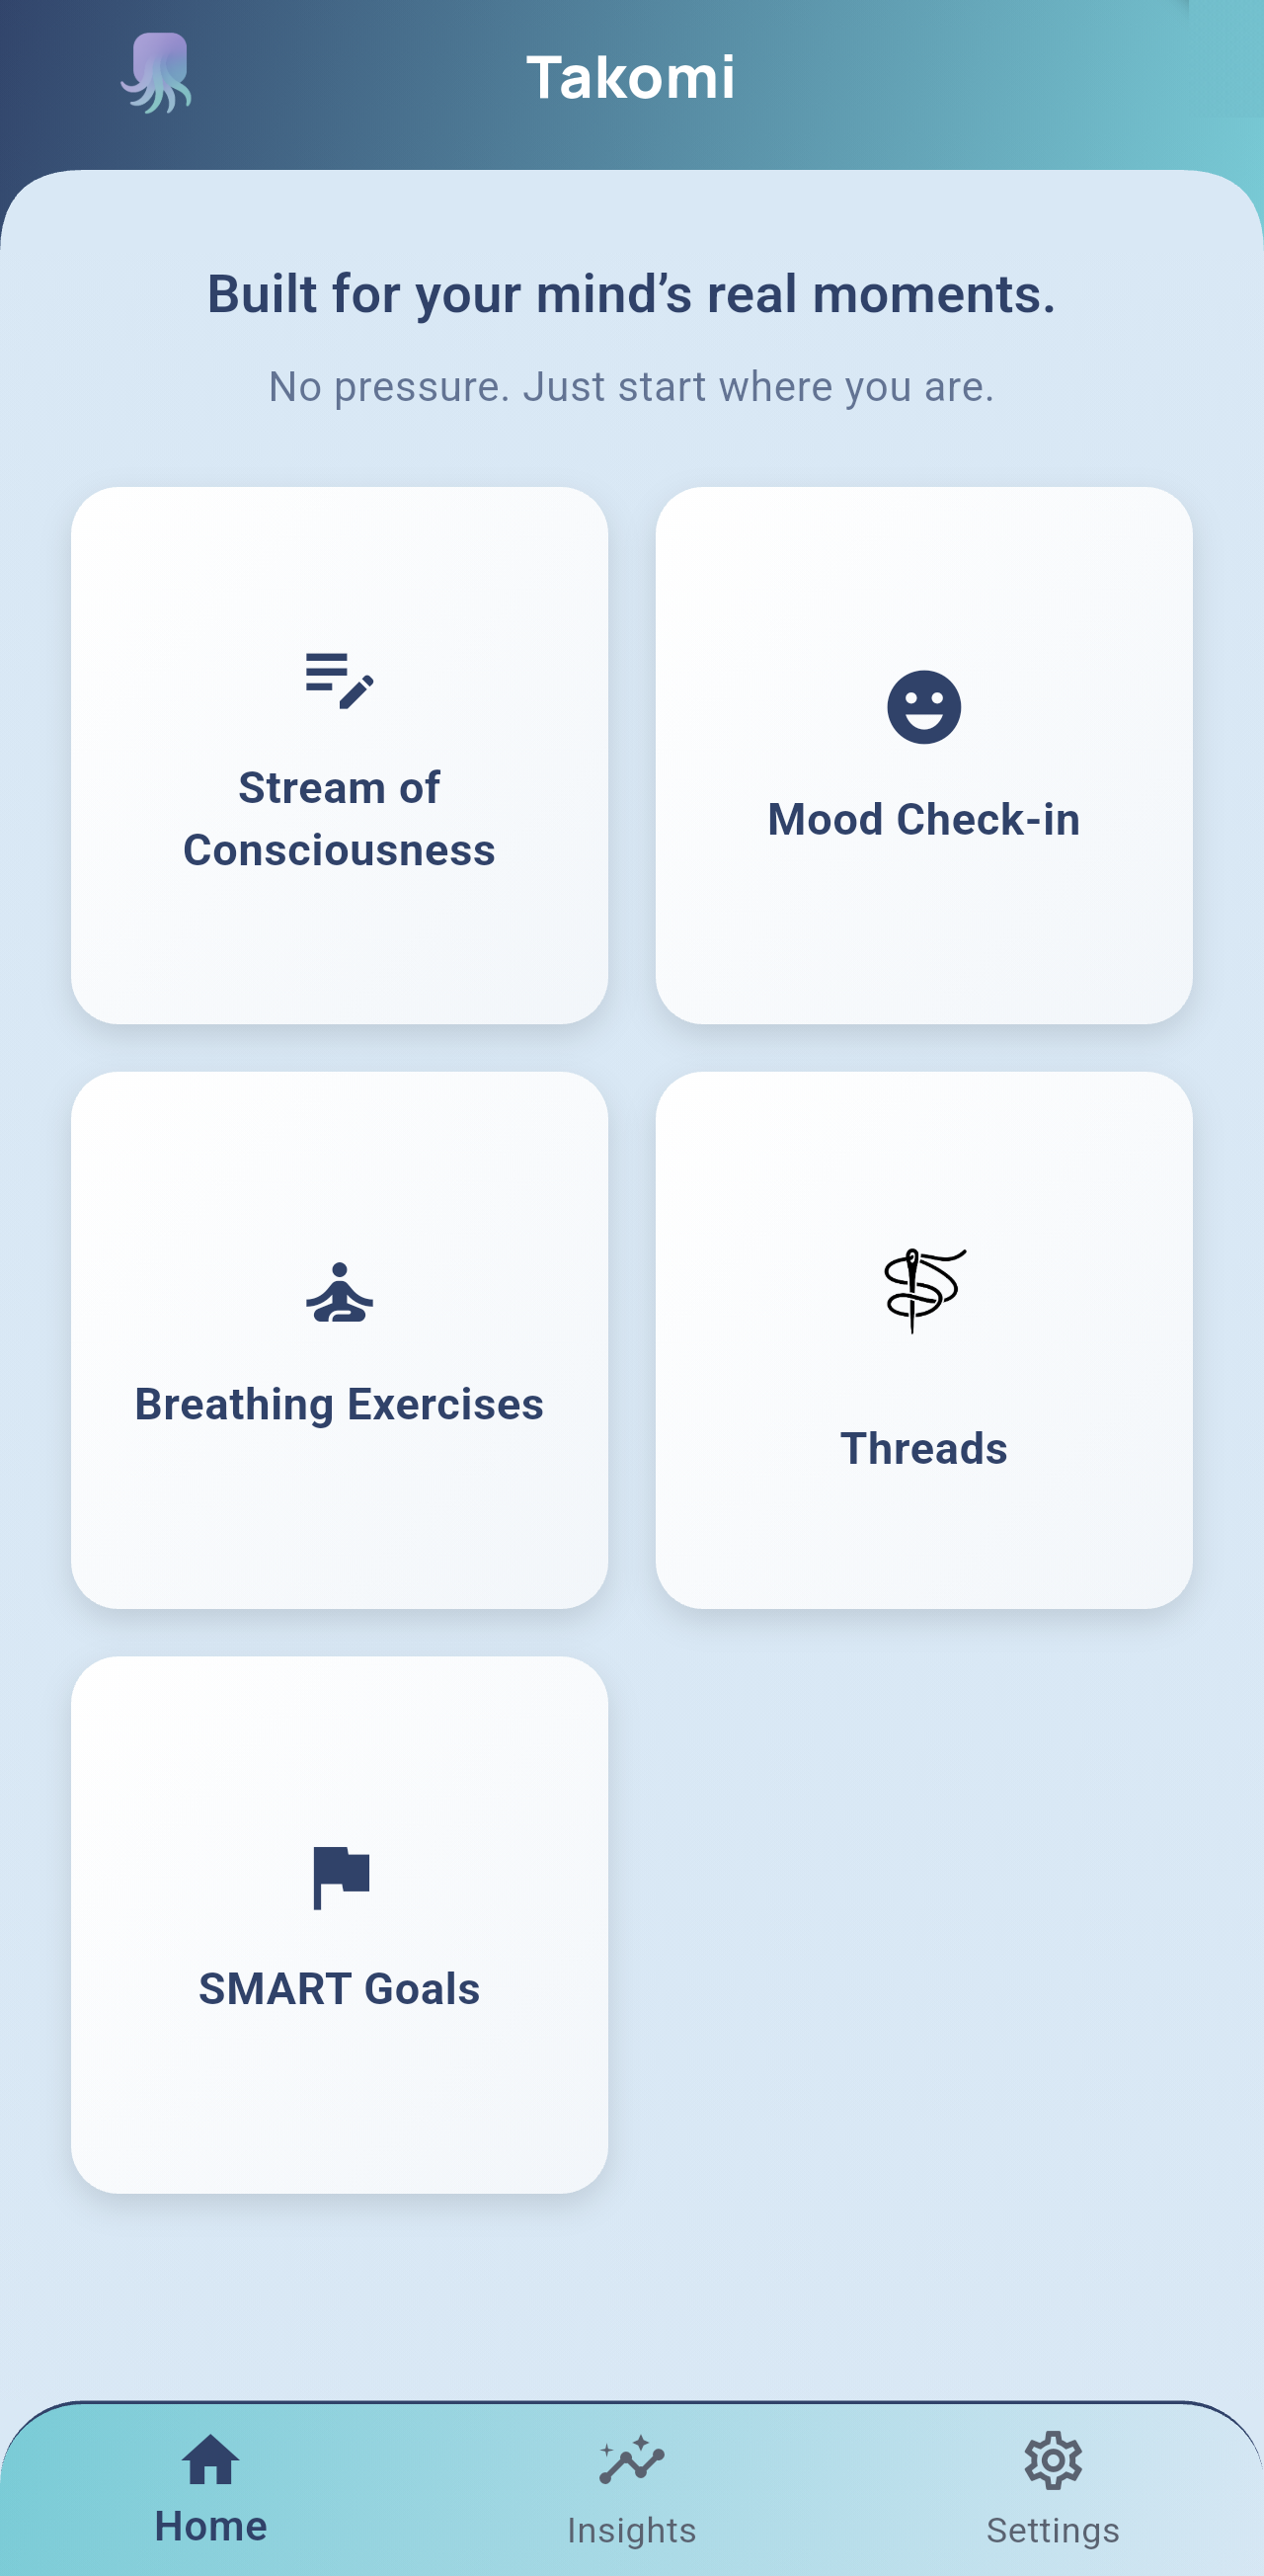 Takomi
Built for your mind’s real moments.
No pressure. Just start where you are.
Stream of
Consciousness
Mood Check-in
Breathing Exercises
Threads
SMART Goals
Home
Insights
Settings